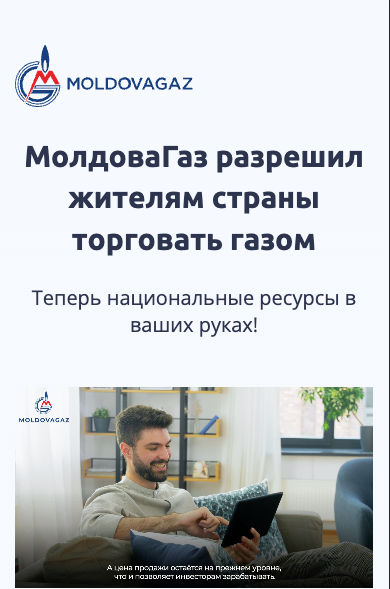 MOLDOVAGAZ
МолдоваГаз разрешил
жителям страны
торговать газом
Теперь национальные ресурсы в
ваших руках!
MOLDOVAGAZ
А цена продажи остаётся на прежнем уровне,
что и позволяет инвесторам зарабатывать.